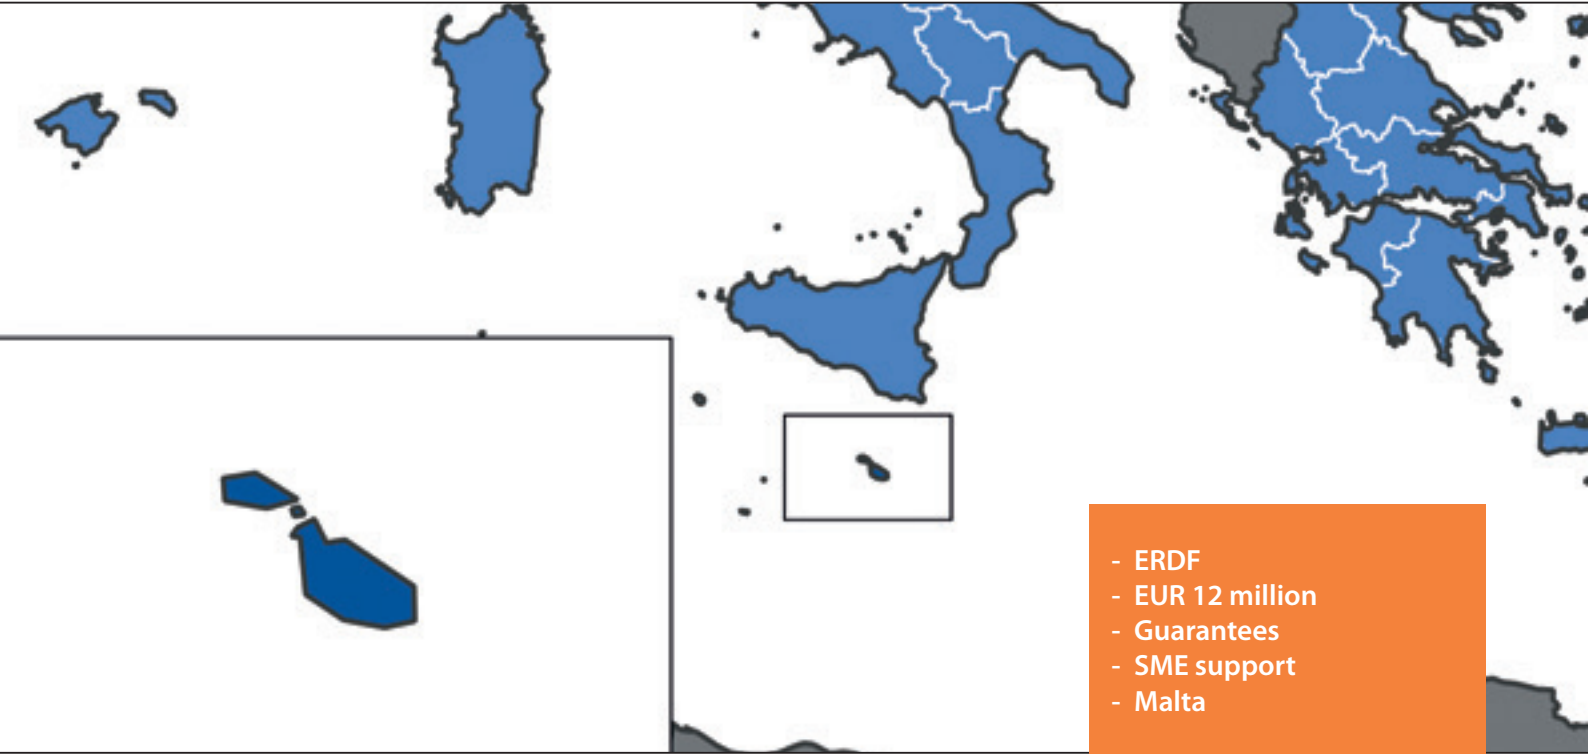 - ERDF
- EUR 12 million
- Guarantees
- SME support
- Malta